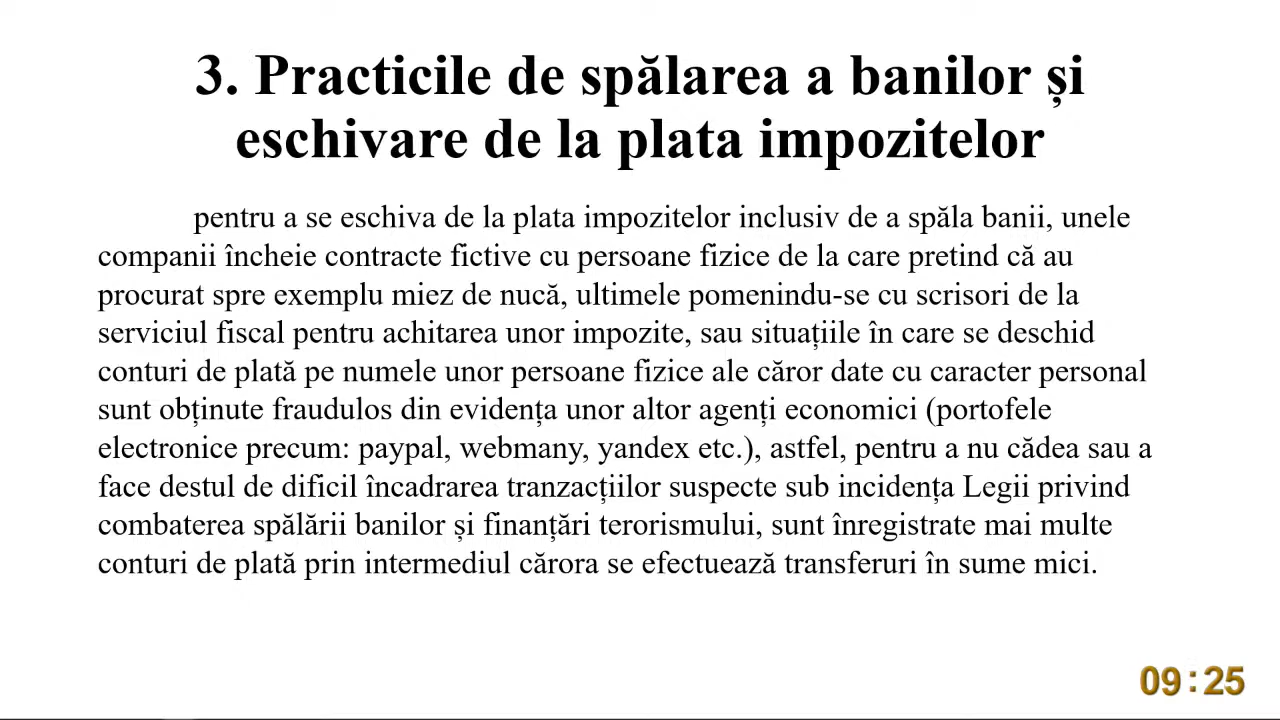 3. Practicile de spălarea a banilor și
eschivare de la plata impozitelor
pentru a se eschiva de la plata impozitelor inclusiv de a spăla banii, unele
companii încheie contracte fictive cu persoane fizice de la care pretind că au
procurat spre exemplu miez de nucă, ultimele pomenindu-se cu scrisori de la
serviciul fiscal pentru achitarea unor impozite, sau situațiile în care se deschid
conturi de plată pe numele unor persoane fizice ale căror date cu caracter personal
sunt obținute fraudulos din evidența unor altor agenți economici (portofele
electronice precum: paypal, webmany, yandex etc.), astfel, pentru a nu cădea sau a
face destul de dificil încadrarea tranzacțiilor suspecte sub incidența Legii privind
combaterea spălării banilor și finanțări terorismului, sunt înregistrate mai multe
conturi de plată prin intermediul cărora se efectuează transferuri în sume mici.
09:25